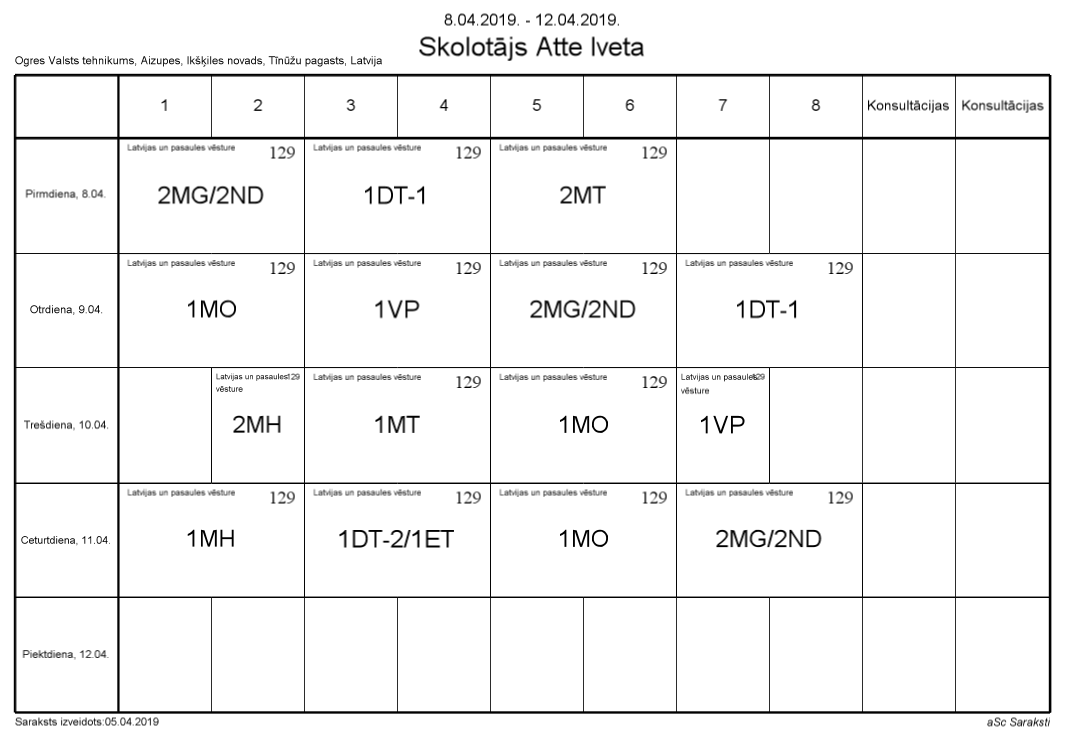 8.04.2019. - 12.04.2019.
Skolotājs Atte Iveta
Ogres Valsts tehnikums, Aizupes, Ikšķiles novads, Tīnūžu pagasts, Latvija
1 2 3 4 5 6 7 8 Konsultācijas Konsultācijas
Latvijas un pasaules vēsture 129 Latvijas un pasaules vēsture 129 Latvijas un pasaules vēsture 129
Pirmdiena, 8.04. 2MG/2ND 1DT-1 2MT
Latvijas un pasaules vēsture 129 Latvijas un pasaules vēsture 129 Latvijas un pasaules vēsture 129 Latvijas un pasaules vēsture 129
Otrdiena, 9.04. 1MO 1VP 2MG/2ND 1DT-1
Latvijas un pasaules 129 Latvijas un pasaules vēsture 129 Latvijas un pasaules vēsture 129 Latvijas un pasaules 129
vēsture vēsture
Trešdiena, 10.04. 2MH 1MT 1MO 1VP
Latvijas un pasaules vēsture 129 Latvijas un pasaules vēsture 129 Latvijas un pasaules vēsture 129 Latvijas un pasaules vēsture 129
Ceturtdiena, 11.04. 1MH 1DT-2/1ET 1MO 2MG/2ND
Piektdiena, 12.04.
Saraksts izveidots:05.04.2019 aSc Saraksti